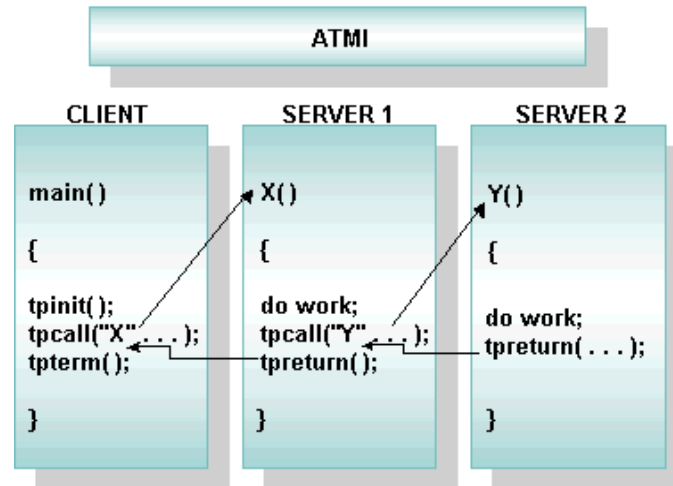 ATMI
CLIENT
main()
{
tpinit();
tpcall("X" . . . );
tpterm();
}
SERVER 1
X()
{
do work;
tpcall("Y" . . . );
tpreturn();
}
SERVER 2
Y()
{
do work;
tpreturn( . . . );
}